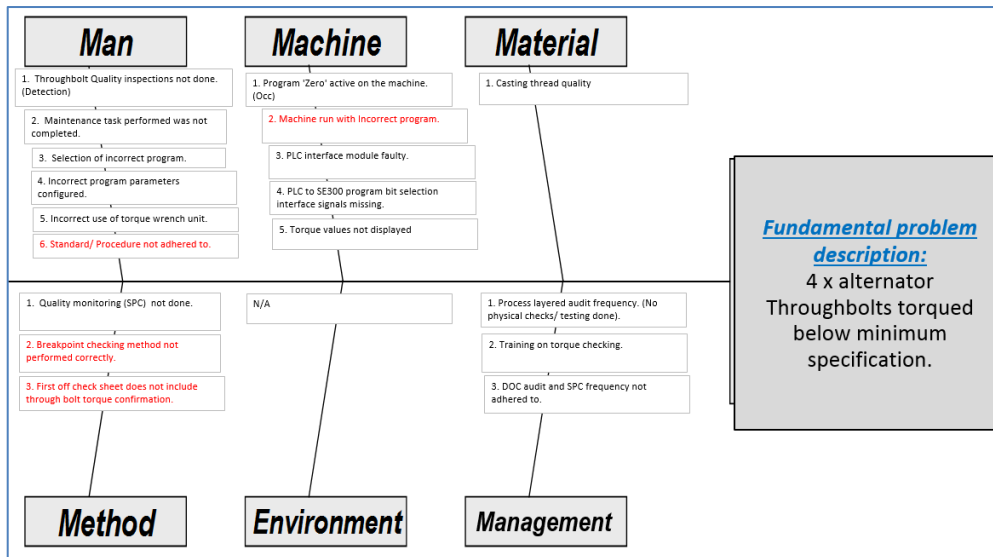 Man
1. Throughbolt Quality inspections not done.
(Detection)
2. Maintenance task performed was not
completed.
3. Selection of incorrect program.
4. Incorrect program parameters
configured.
5. Incorrect use of torque wrench unit.
6. Standard/ Procedure not adhered to.
Machine
1. Program 'Zero' active on the machine.
(Occ)
2. Machine run with Incorrect program.
3. PLC interface module faulty.
4. PLC to SE300 program bit selection
interface signals missing.
5. Torque values not displayed
Material
1. Casting thread quality
Fundamental problem
description:
4 x alternator
Throughbolts torqued
below minimum
specification.
1. Quality monitoring (SPC) not done.
2. Breakpoint checking method not
performed correctly.
3. First off check sheet does not include
through bolt torque confirmation.
Method
N/A
Environment
1. Process layered audit frequency. (No
physical checks/ testing done).
2. Training on torque checking.
3. DOC audit and SPC frequency not
adhered to.
Management